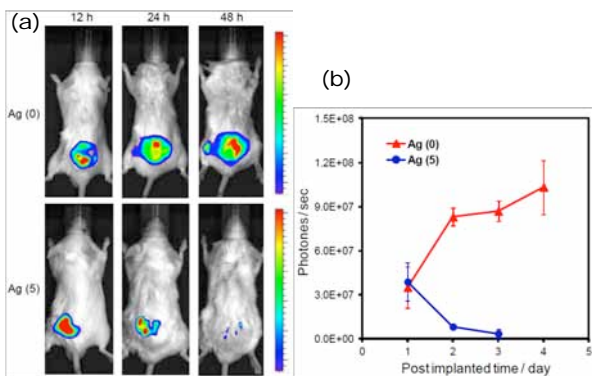 (a)
12 h 24 h 48 h
Ag (0)
Ag (5)
(b)
1.5E+08
1.2E+08
9.0E+07
6.0E+07
3.0E+07
0.0E+00
Ag (0)
Ag (5)
Photones / sec
0 1 2 3 4 5
Post implanted time / day